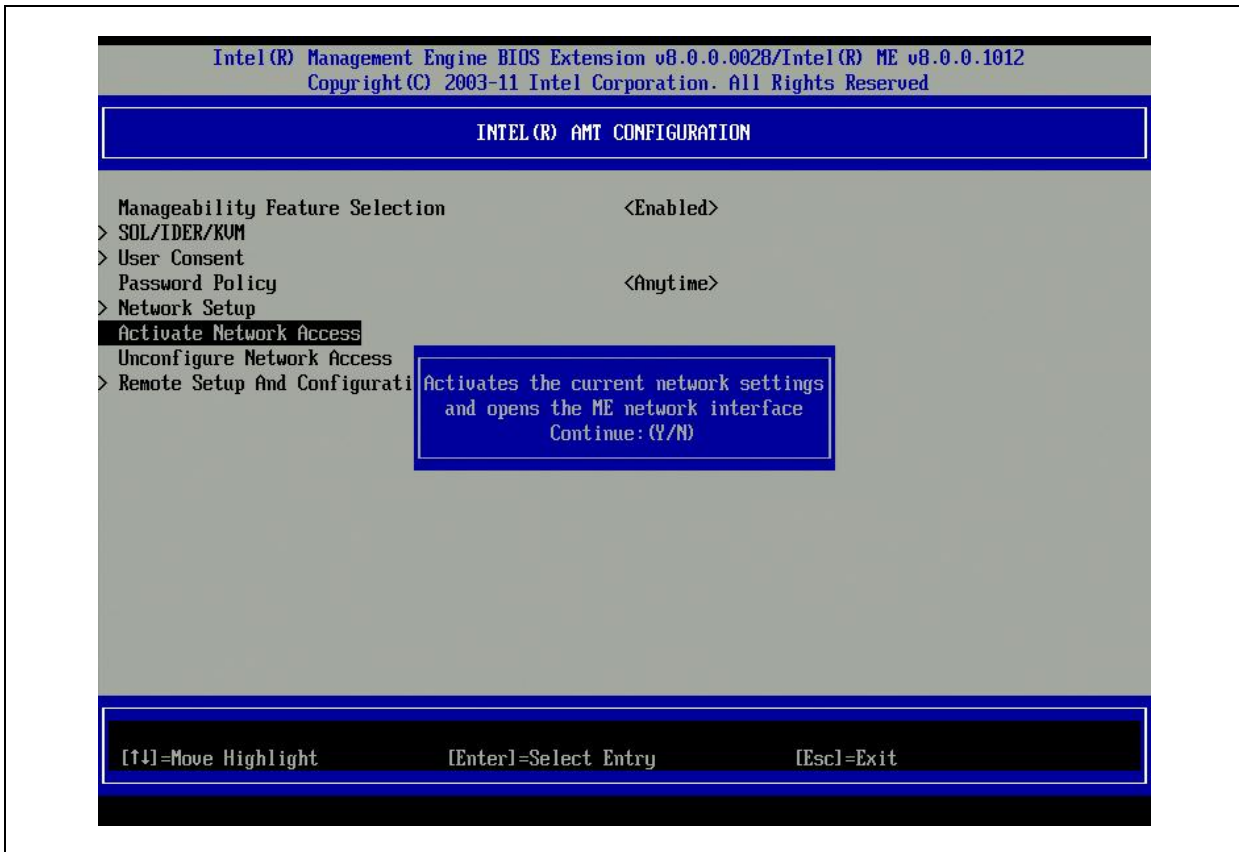 Intel(R) Management Engine BIOS Extension v8.0.0.0028/Intel(R) ME v8.0.0.1012
Copyright(C) 2003-11 Intel Corporation. All Rights Reserved
INTEL(R) AMT CONFIGURATION
Manageability Feature Selection <Enabled>
> SOL/IDER/KVM
> User Consent
Password Policy <Anytime>
> Network Setup
Activate Network Access
Unconfigure Network Access
> Remote Setup And Configurati
Activates the current network settings
and opens the ME network interface
Continue:(Y/N)
[↑↓]=Move Highlight [Enter]=Select Entry [Esc]=Exit